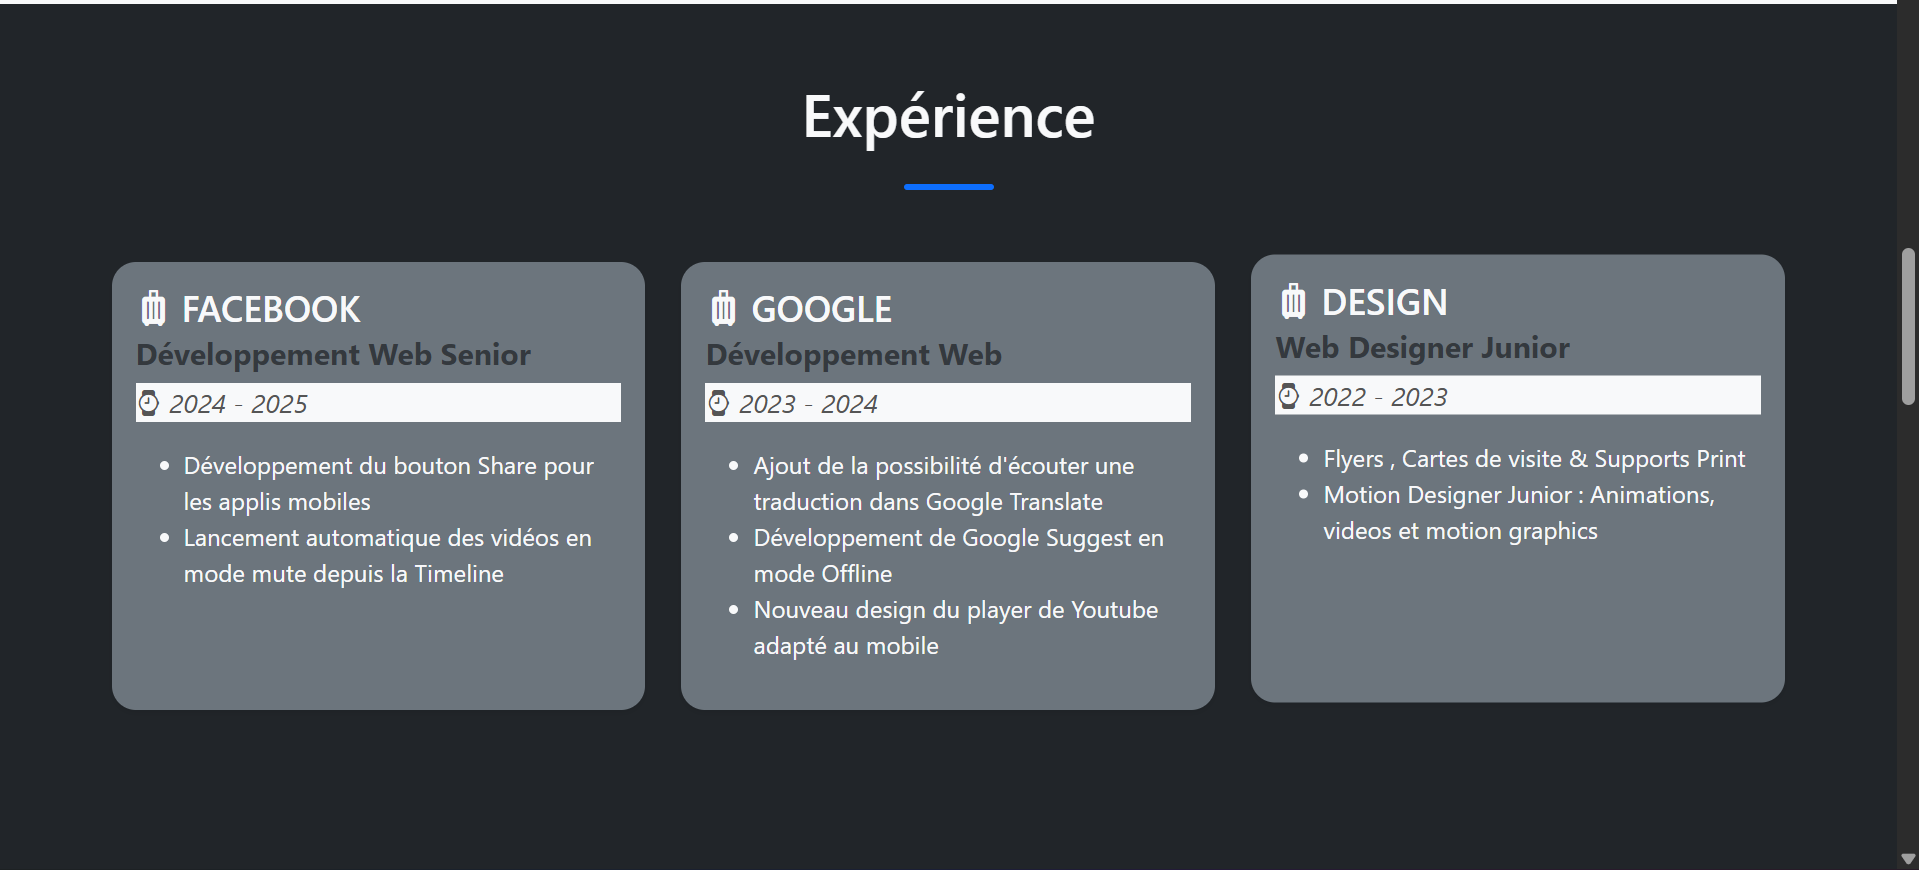 Expérience
FACEBOOK
Développement Web Senior
2024 - 2025
Développement du bouton Share pour
les applis mobiles
Lancement automatique des vidéos en
mode mute depuis la Timeline
GOOGLE
Développement Web
2023 - 2024
Ajout de la possibilité d'écouter une
traduction dans Google Translate
Développement de Google Suggest en
mode Offline
Nouveau design du player de Youtube
adapté au mobile
DESIGN
Web Designer Junior
2022 - 2023
Flyers , Cartes de visite & Supports Print
Motion Designer Junior : Animations,
videos et motion graphics